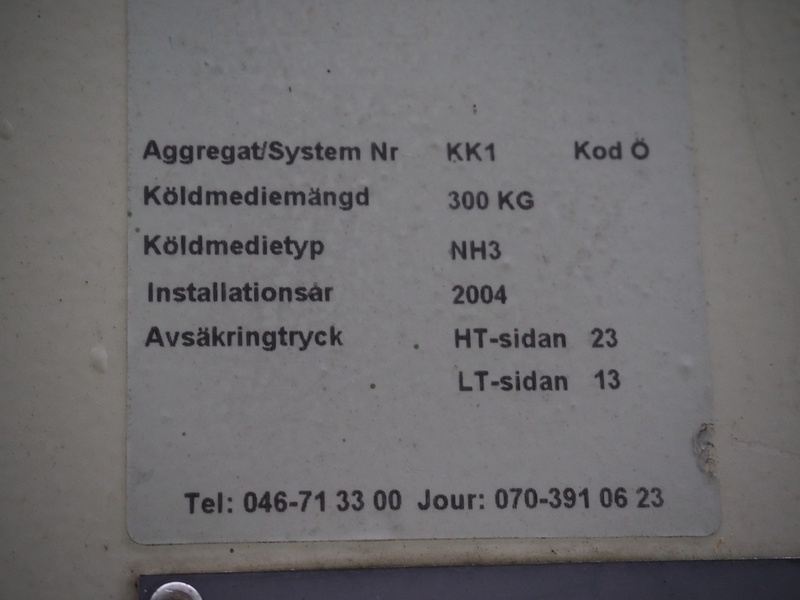 Aggregat/System Nr KK1 Kod Ö
Köldmediemängd 300 KG
Köldmedietyp NH3
Installationsår 2004
Avsäkringtryck HT-sidan 23
LT-sidan 13
Tel: 046-71 33 00 Jour: 070-391 06 23